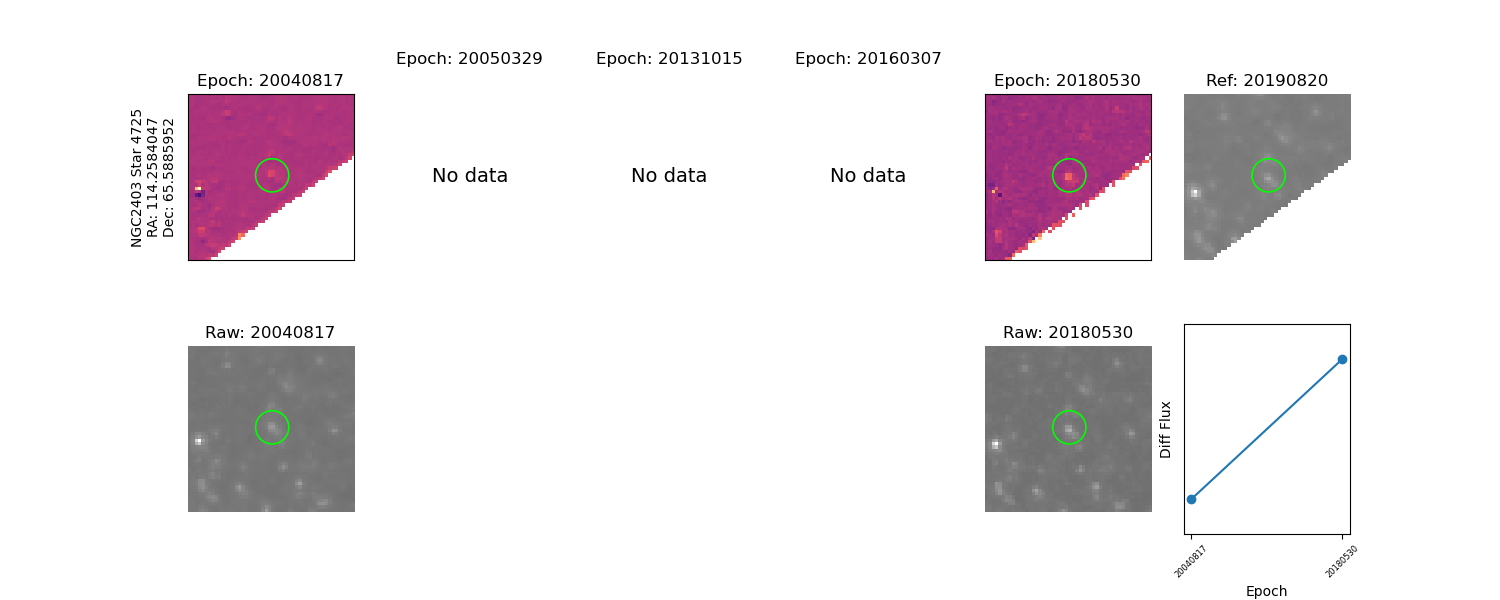 Epoch: 20040817
Epoch: 20050329
Epoch: 20131015
Epoch: 20160307
Epoch: 20180530
Ref: 20190820
NGC2403 Star 4725
RA: 114.2584047
Dec: 65.5885952
No data
No data
No data
Raw: 20040817
Raw: 20180530
Diff Flux
20040817
20180530
Epoch